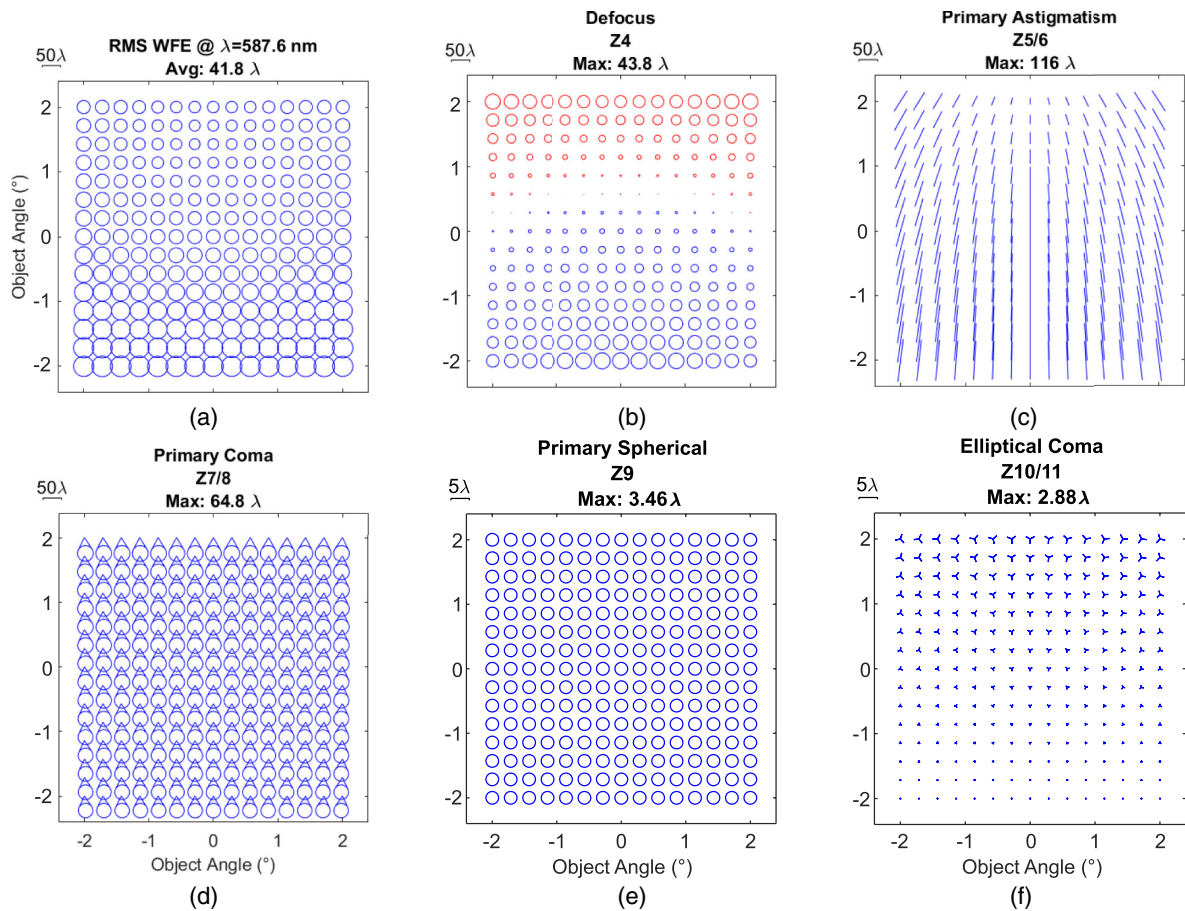 RMS WFE @ λ=587.6 nm
Avg: 41.8 λ
50λ
2
1
0
-1
-2
Object Angle (°)
(a)
Defocus
Z4
Max: 43.8 λ
50λ
2
1
0
-1
-2
(b)
Primary Astigmatism
Z5/6
Max: 116 λ
50λ
2
1
0
-1
-2
(c)
Primary Coma
Z7/8
Max: 64.8 λ
50λ
2
1
0
-1
-2
-2 -1 0 1 2
Object Angle (°)
(d)
Primary Spherical
Z9
Max: 3.46λ
5λ
2
1
0
-1
-2
-2 -1 0 1 2
Object Angle (°)
(e)
Elliptical Coma
Z10/11
Max: 2.88λ
5λ
2
1
0
-1
-2
-2 -1 0 1 2
Object Angle (°)
(f)